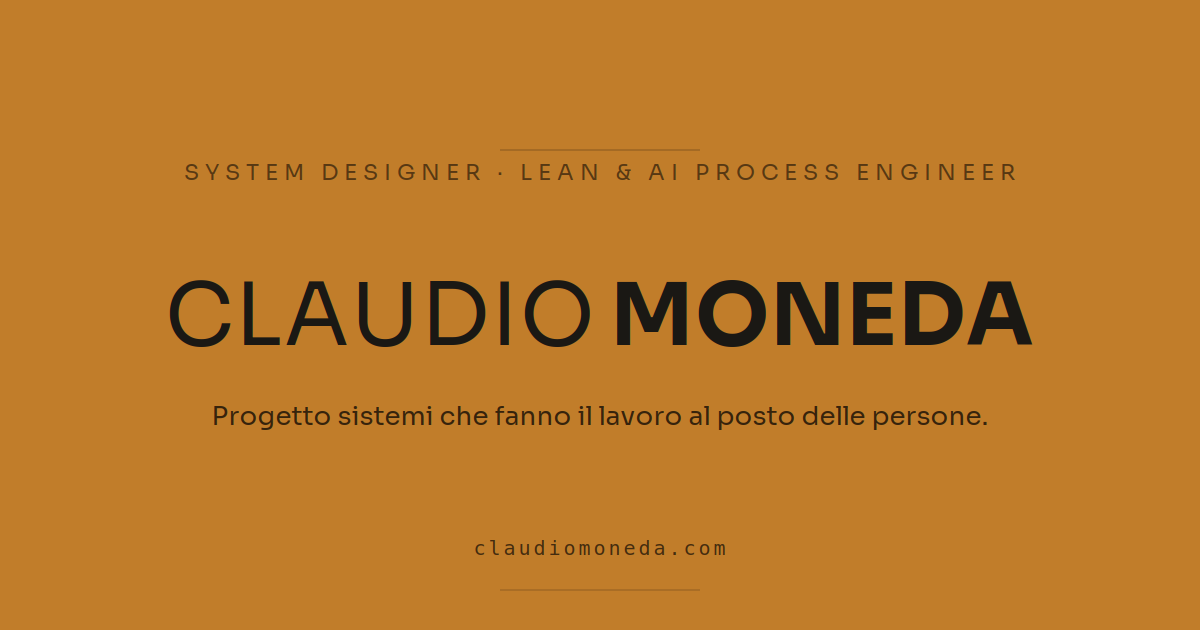 SYSTEM DESIGNER · LEAN & AI PROCESS ENGINEER
CLAUDIO MONEDA
Progetto sistemi che fanno il lavoro al posto delle persone.
claudiomoneda.com